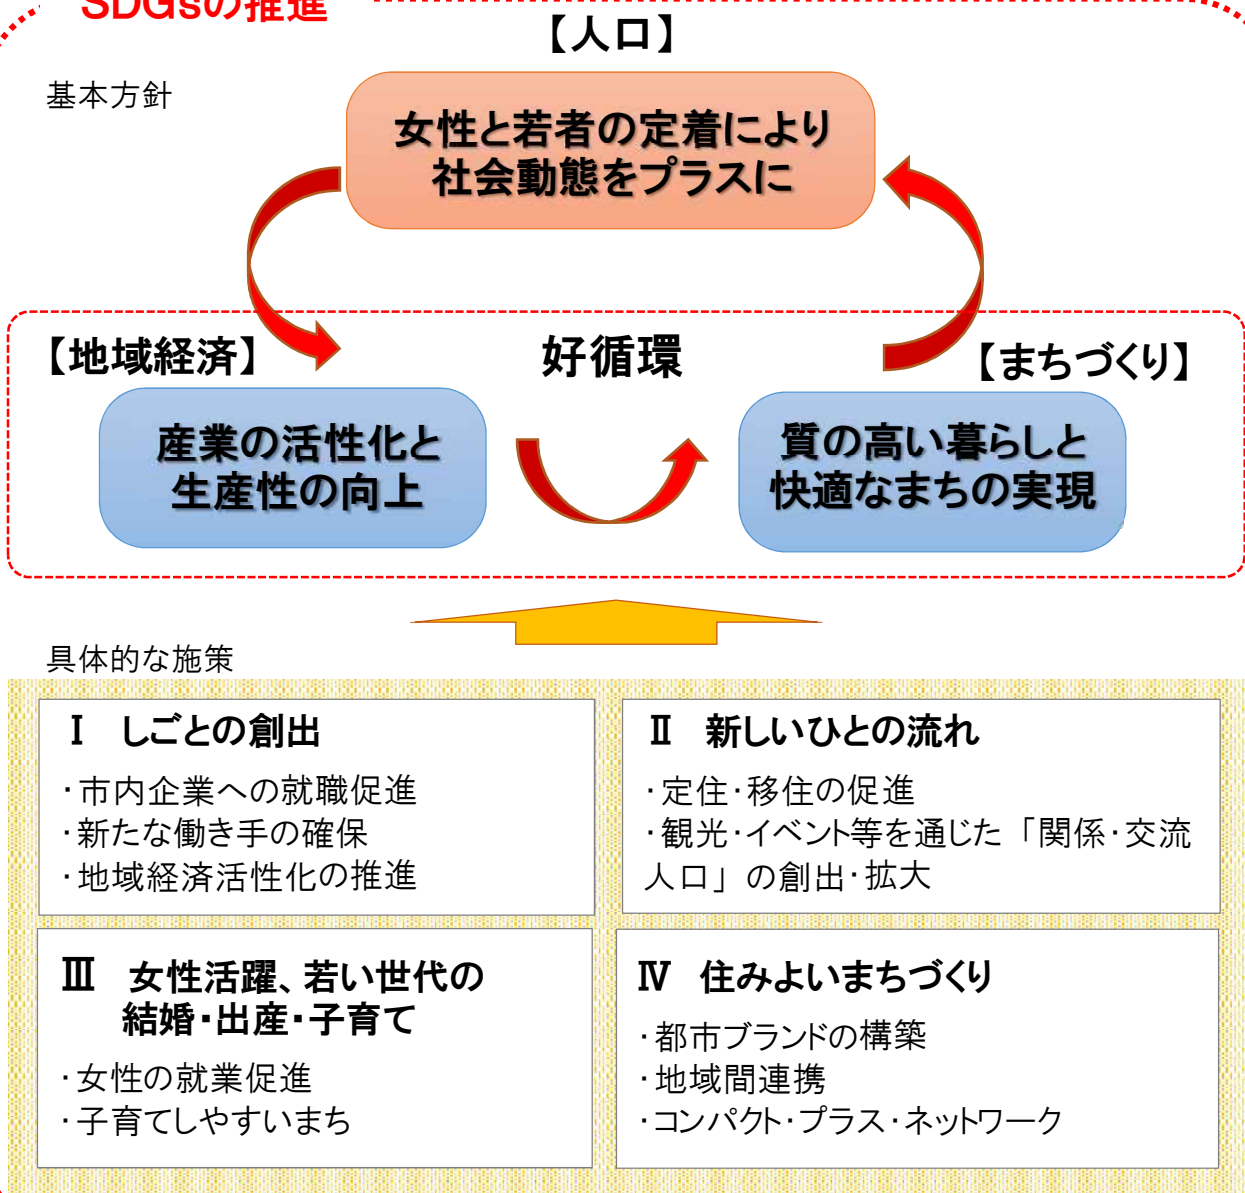 SDGsの推進
【人口】
基本方針
女性と若者の定着により
社会動態をプラスに
【地域経済】
好循環
【まちづくり】
産業の活性化と
生産性の向上
質の高い暮らしと
快適なまちの実現
具体的な施策
Ⅰ しごとの創出
・市内企業への就職促進
・新たな働き手の確保
・地域経済活性化の推進
Ⅱ 新しいひとの流れ
・定住・移住の促進
・観光・イベント等を通じた「関係・交流
人口」の創出・拡大
Ⅲ 女性活躍、若い世代の
結婚・出産・子育て
・女性の就業促進
・子育てしやすいまち
Ⅳ 住みよいまちづくり
・都市ブランドの構築
・地域間連携
・コンパクト・プラス・ネットワーク